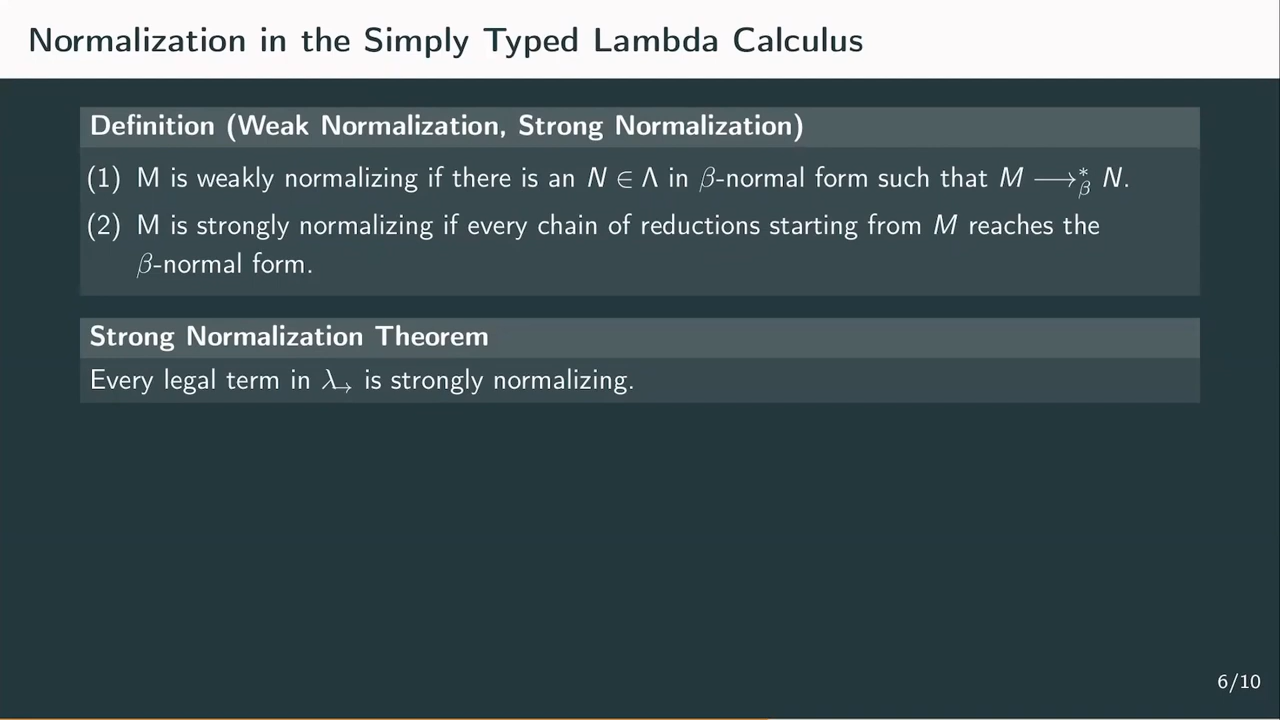 Normalization in the Simply Typed Lambda Calculus
Definition (Weak Normalization, Strong Normalization)
(1) M is weakly normalizing if there is an N ∈ Λ in β-normal form such that M ⟶*β N.
(2) M is strongly normalizing if every chain of reductions starting from M reaches the
β-normal form.
Strong Normalization Theorem
Every legal term in λ→ is strongly normalizing.
6/10